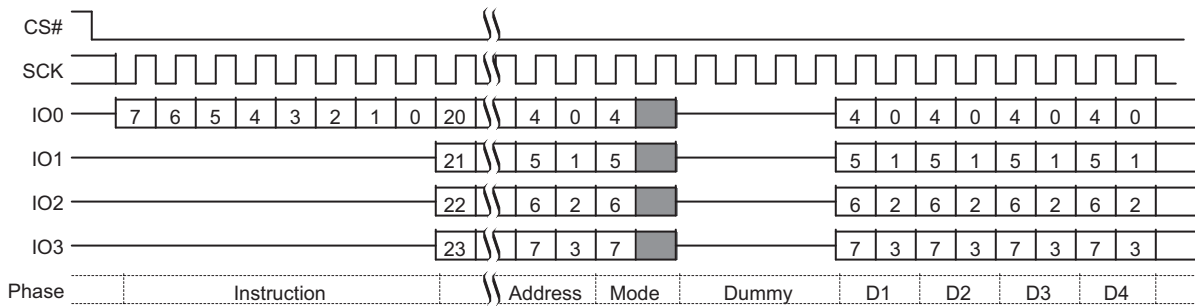 CS#
SCK
IO0 7 6 5 4 3 2 1 0 20 4 0 4 4 0 4 0 4 0 4 0
IO1 21 5 1 5 5 1 5 1 5 1 5 1
IO2 22 6 2 6 6 2 6 2 6 2 6 2
IO3 23 7 3 7 7 3 7 3 7 3 7 3
Phase Instruction Address Mode Dummy D1 D2 D3 D4